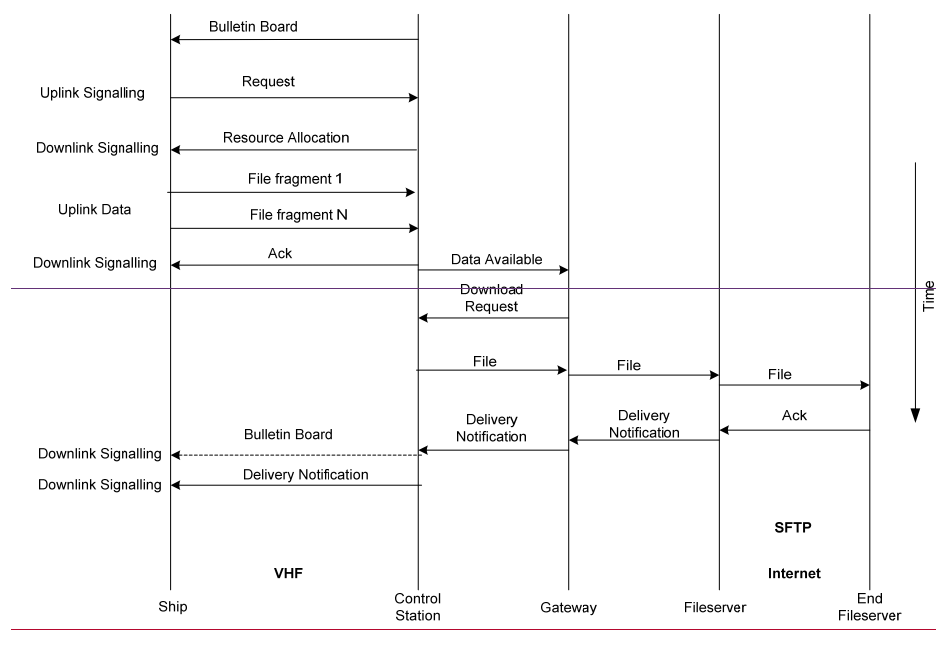 Bulletin Board
Uplink Signalling
Request
Downlink Signalling
Resource Allocation
File fragment 1
Uplink Data
File fragment N
Downlink Signalling
Ack
Data Available
Download
Request
Time
File
File
File
Delivery
Notification
Delivery
Notification
Ack
Bulletin Board
Downlink Signalling
Delivery Notification
Downlink Signalling
SFTP
VHF
Internet
Ship
Control
Station
Gateway
Fileserver
End
Fileserver